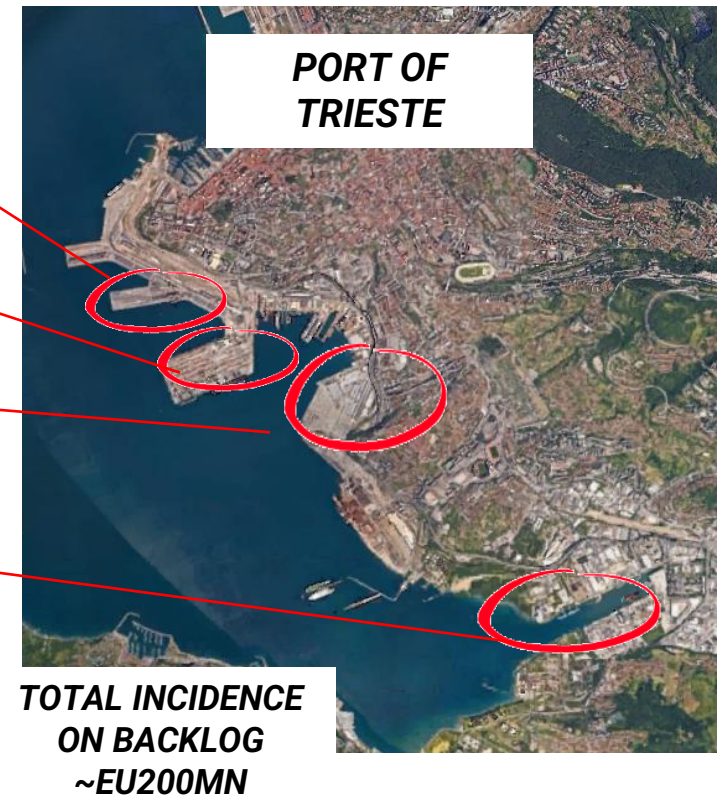 PORT OF
TRIESTE
TOTAL INCIDENCE
ON BACKLOG
~EU200MN